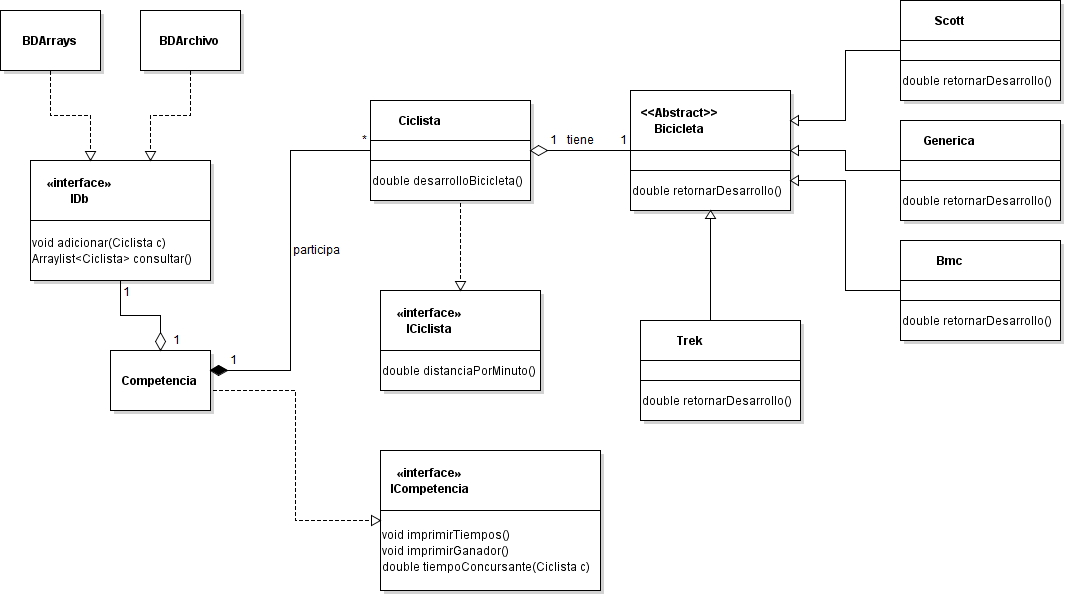 BDArrays
BDArchivo
«interface»
IDb
void adicionar(Ciclista c)
Arraylist<Ciclista> consultar()
1
1
Competencia
1
participa
*
Ciclista
double desarrolloBicicleta()
1 tiene 1
«interface»
ICiclista
double distanciaPorMinuto()
«interface»
ICompetencia
void imprimirTiempos()
void imprimirGanador()
double tiempoConcursante(Ciclista c)
<<Abstract>>
Bicicleta
double retornarDesarrollo()
Trek
double retornarDesarrollo()
Scott
double retornarDesarrollo()
Generica
double retornarDesarrollo()
Bmc
double retornarDesarrollo()